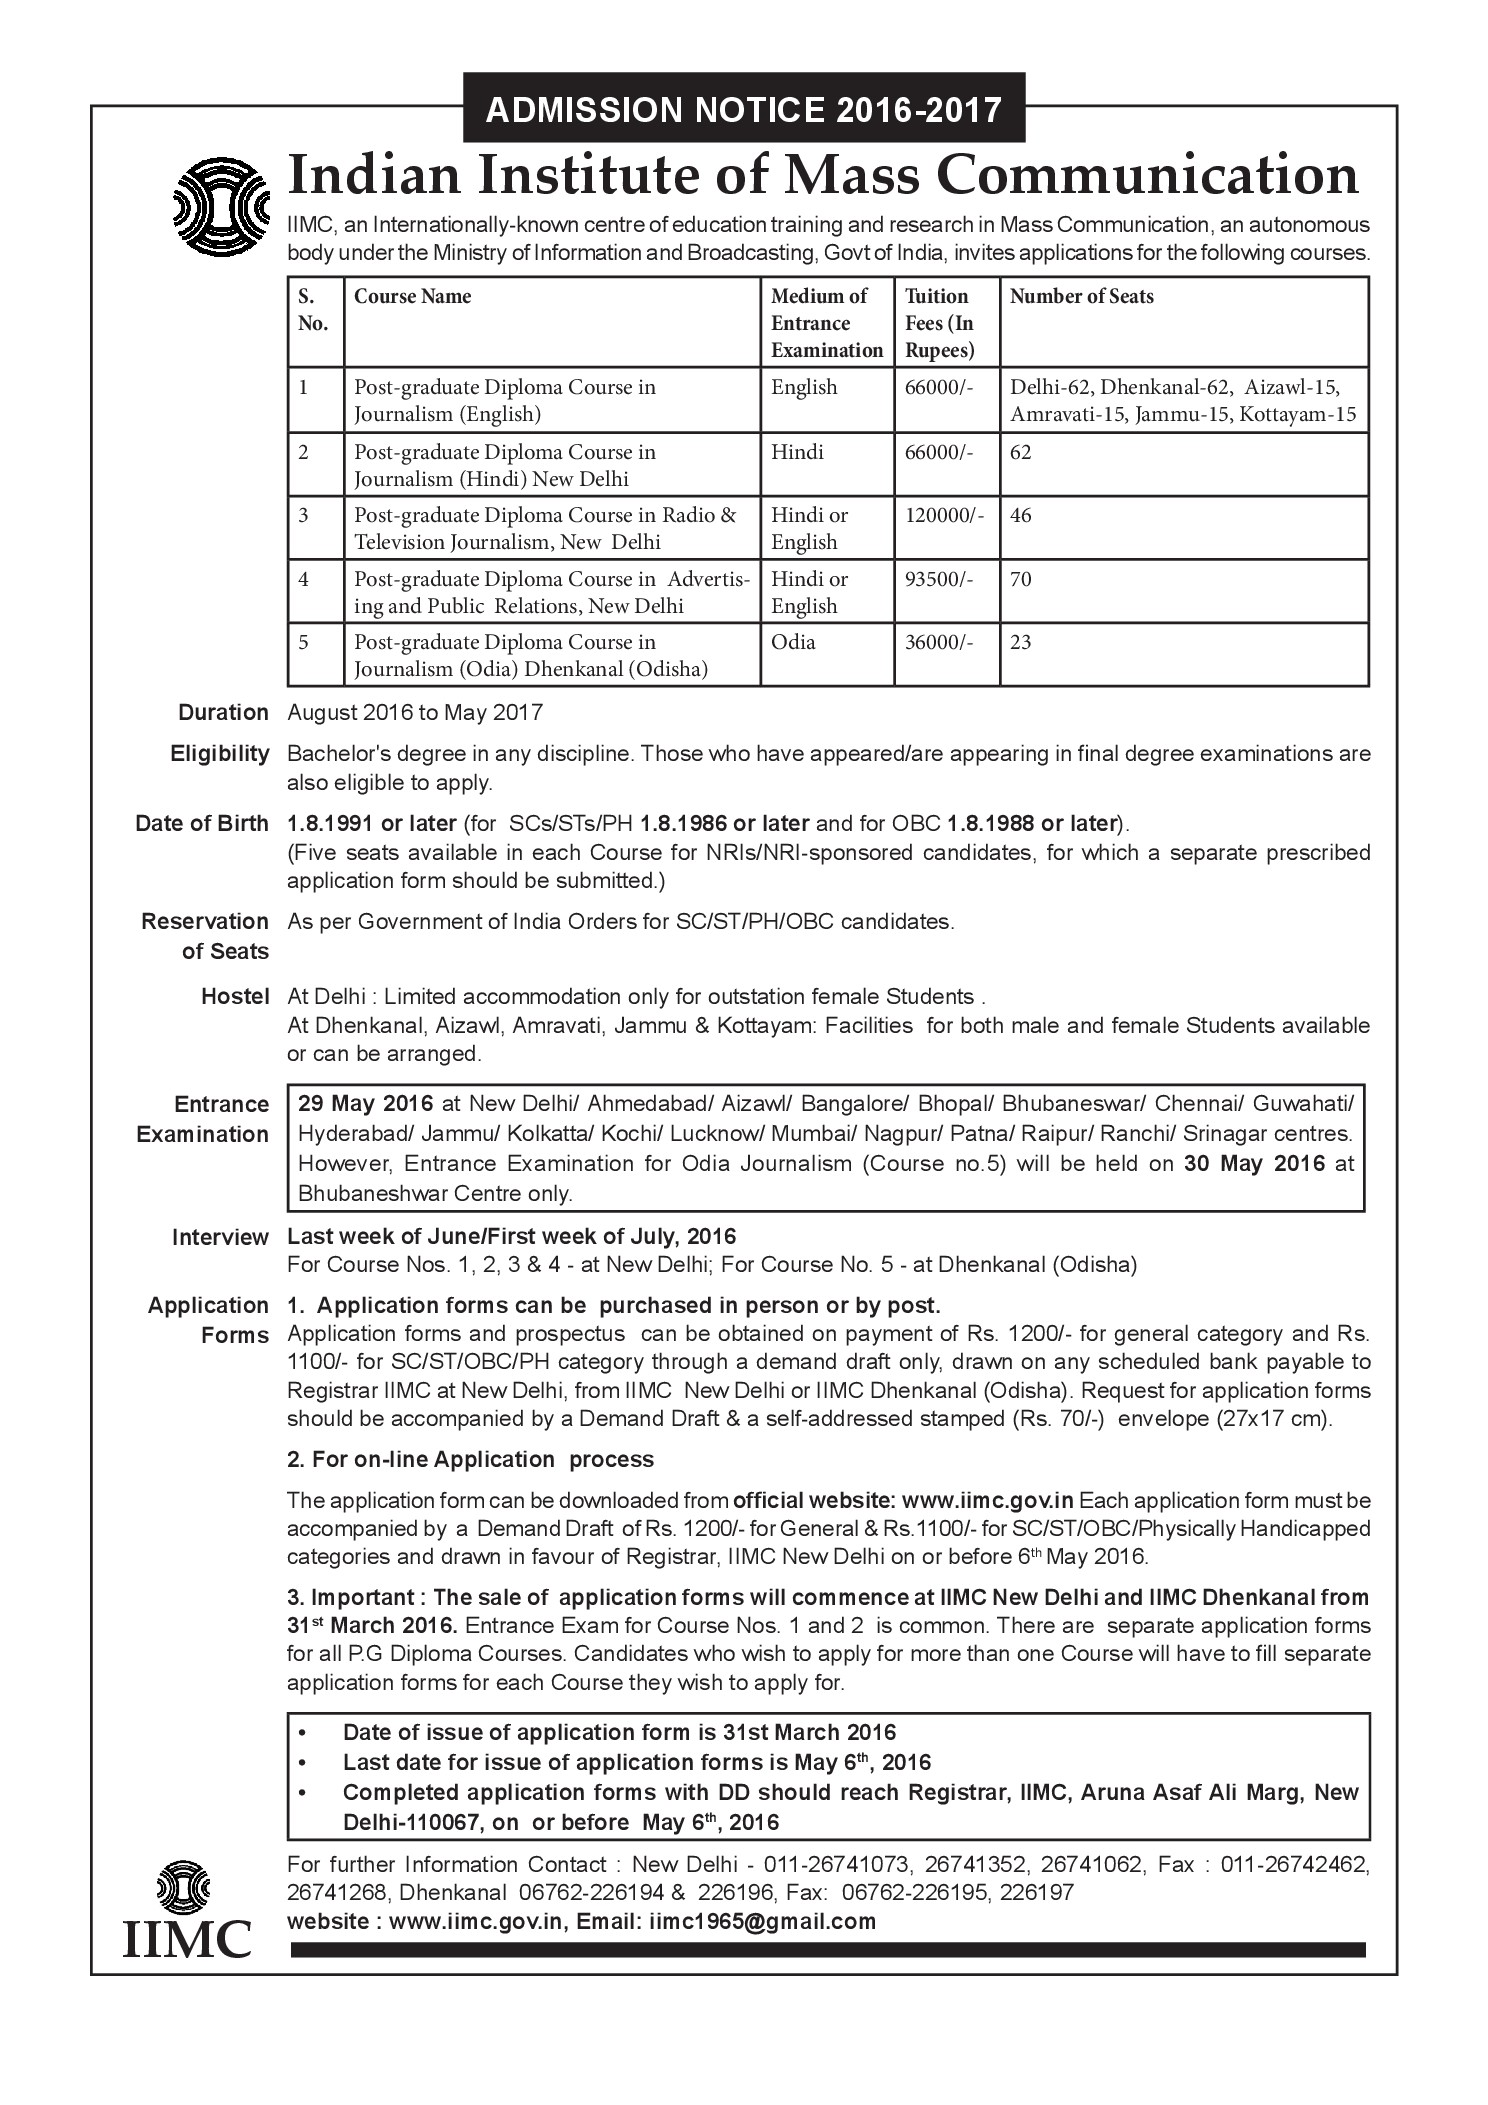 ADMISSION NOTICE 2016-2017
Indian Institute of Mass Communication
IIMC, an Internationally-known centre of education training and research in Mass Communication, an autonomous
body under the Ministry of Information and Broadcasting, Govt of India, invites applications for the following courses.
S. No. Course Name Medium of Entrance Examination Tuition Fees (In Rupees) Number of Seats
1 Post-graduate Diploma Course in English 66000/- Delhi-62, Dhenkanal-62, Aizawl-15,
Journalism (English) Amravati-15, Jammu-15, Kottayam-15
2 Post-graduate Diploma Course in Hindi 66000/- 62
Journalism (Hindi) New Delhi
3 Post-graduate Diploma Course in Radio & Hindi or 120000/- 46
Television Journalism, New Delhi English
4 Post-graduate Diploma Course in Advertis- Hindi or 93500/- 70
ing and Public Relations, New Delhi English
5 Post-graduate Diploma Course in Odia 36000/- 23
Journalism (Odia) Dhenkanal (Odisha)
Duration August 2016 to May 2017
Eligibility Bachelor's degree in any discipline. Those who have appeared/are appearing in final degree examinations are
also eligible to apply.
Date of Birth 1.8.1991 or later (for SCs/STs/PH 1.8.1986 or later and for OBC 1.8.1988 or later).
(Five seats available in each Course for NRIs/NRI-sponsored candidates, for which a separate prescribed
application form should be submitted.)
Reservation As per Government of India Orders for SC/ST/PH/OBC candidates.
of Seats
Hostel At Delhi : Limited accommodation only for outstation female Students .
At Dhenkanal, Aizawl, Amravati, Jammu & Kottayam: Facilities for both male and female Students available
or can be arranged.
Entrance 29 May 2016 at New Delhi/ Ahmedabad/ Aizawl/ Bangalore/ Bhopal/ Bhubaneswar/ Chennai/ Guwahati/
Examination Hyderabad/ Jammu/ Kolkatta/ Kochi/ Lucknow/ Mumbai/ Nagpur/ Patna/ Raipur/ Ranchi/ Srinagar centres.
However, Entrance Examination for Odia Journalism (Course no.5) will be held on 30 May 2016 at
Bhubaneshwar Centre only.
Interview Last week of June/First week of July, 2016
For Course Nos. 1, 2, 3 & 4 - at New Delhi; For Course No. 5 - at Dhenkanal (Odisha)
Application 1. Application forms can be purchased in person or by post.
Forms Application forms and prospectus can be obtained on payment of Rs. 1200/- for general category and Rs.
1100/- for SC/ST/OBC/PH category through a demand draft only, drawn on any scheduled bank payable to
Registrar IIMC at New Delhi, from IIMC New Delhi or IIMC Dhenkanal (Odisha). Request for application forms
should be accompanied by a Demand Draft & a self-addressed stamped (Rs. 70/-) envelope (27x17 cm).
2. For on-line Application process
The application form can be downloaded from official website: www.iimc.gov.in Each application form must be
accompanied by a Demand Draft of Rs. 1200/- for General & Rs.1100/- for SC/ST/OBC/Physically Handicapped
categories and drawn in favour of Registrar, IIMC New Delhi on or before 6th May 2016.
3. Important : The sale of application forms will commence at IIMC New Delhi and IIMC Dhenkanal from
31st March 2016. Entrance Exam for Course Nos. 1 and 2 is common. There are separate application forms
for all P.G Diploma Courses. Candidates who wish to apply for more than one Course will have to fill separate
application forms for each Course they wish to apply for.
• Date of issue of application form is 31st March 2016
• Last date for issue of application forms is May 6th, 2016
• Completed application forms with DD should reach Registrar, IIMC, Aruna Asaf Ali Marg, New
Delhi-110067, on or before May 6th, 2016
For further Information Contact : New Delhi - 011-26741073, 26741352, 26741062, Fax : 011-26742462,
26741268, Dhenkanal 06762-226194 & 226196, Fax: 06762-226195, 226197
website : www.iimc.gov.in, Email: iimc1965@gmail.com
IIMC